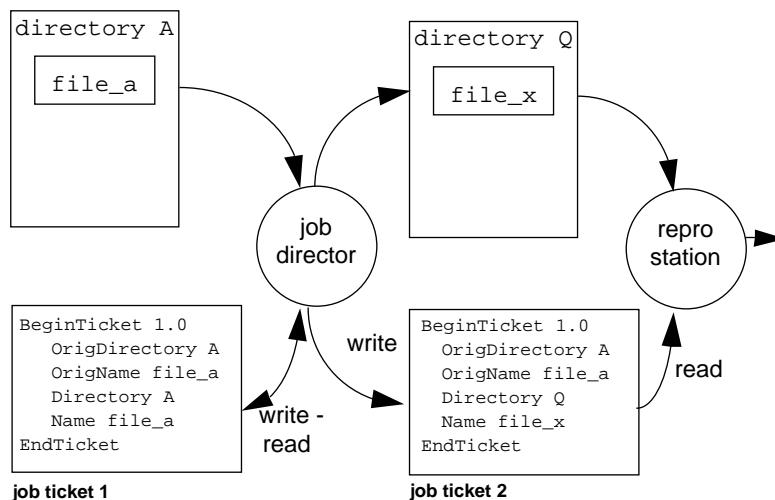 directory A
file_a
directory Q
file_x
job
director
repro
station
BeginTicket 1.0
OrigDirectory A
OrigName file_a
Directory A
Name file_a
EndTicket
write -
read
write
BeginTicket 1.0
OrigDirectory A
OrigName file_a
Directory Q
Name file_x
EndTicket
read
job ticket 1
job ticket 2